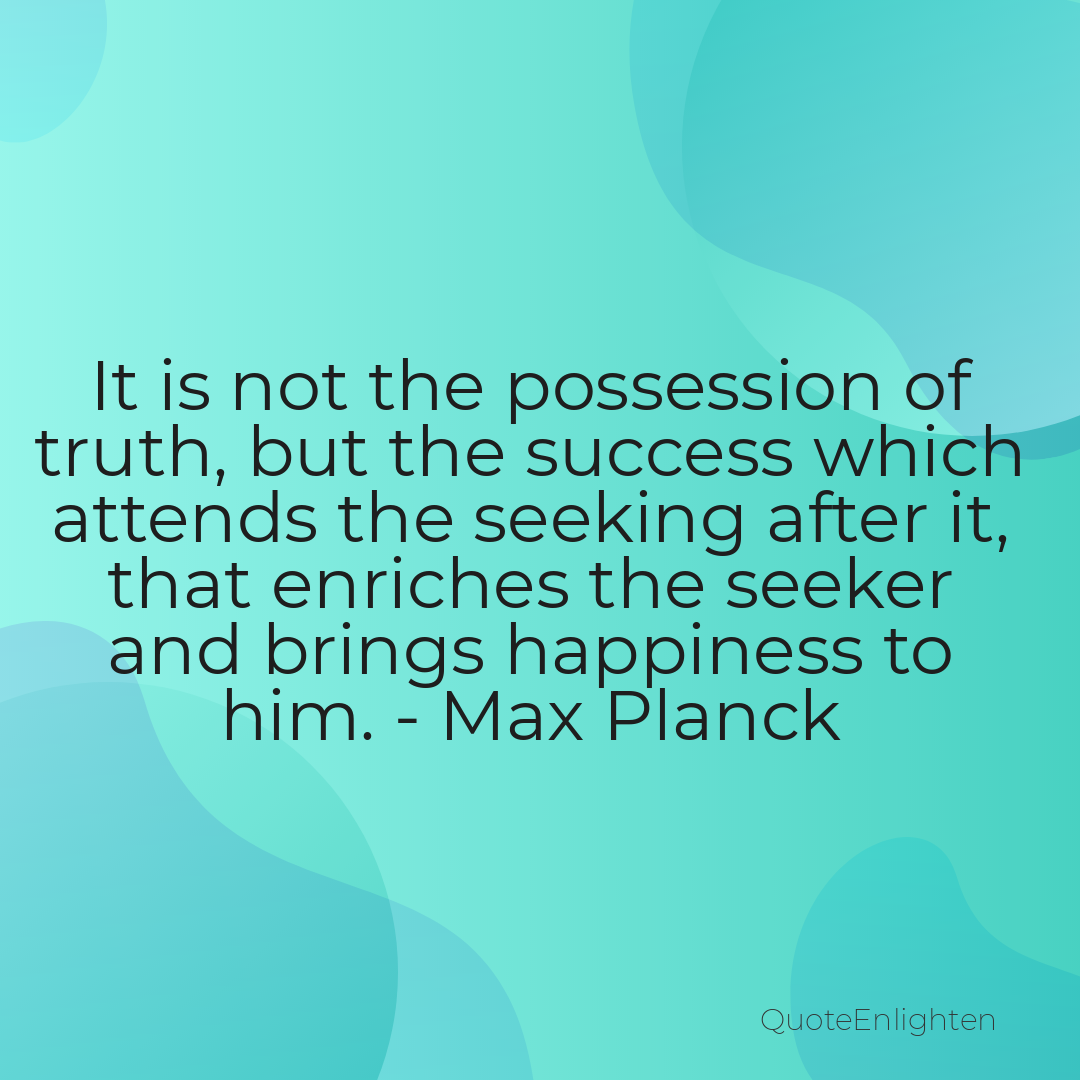 It is not the possession of
truth, but the success which
attends the seeking after it,
that enriches the seeker
and brings happiness to
him. - Max Planck
QuoteEnlighten